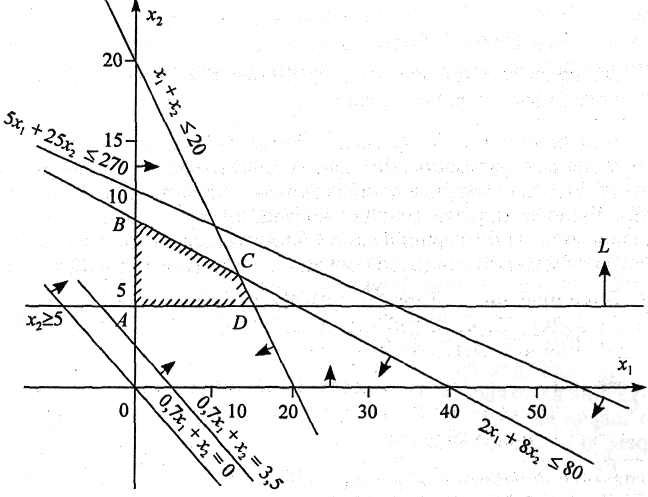 x₂
20
x₁ + x₂ ≤ 20
5x₁ + 25x₂ ≤ 270
15
10
B
C
L
5
x₂≥5
A
D
x₁
0
10
20
30
40
50
0,7x₁ + x₂ = 0
0,7x₁ + x₂ = 3,5
2x₁ + 8x₂ ≤ 80